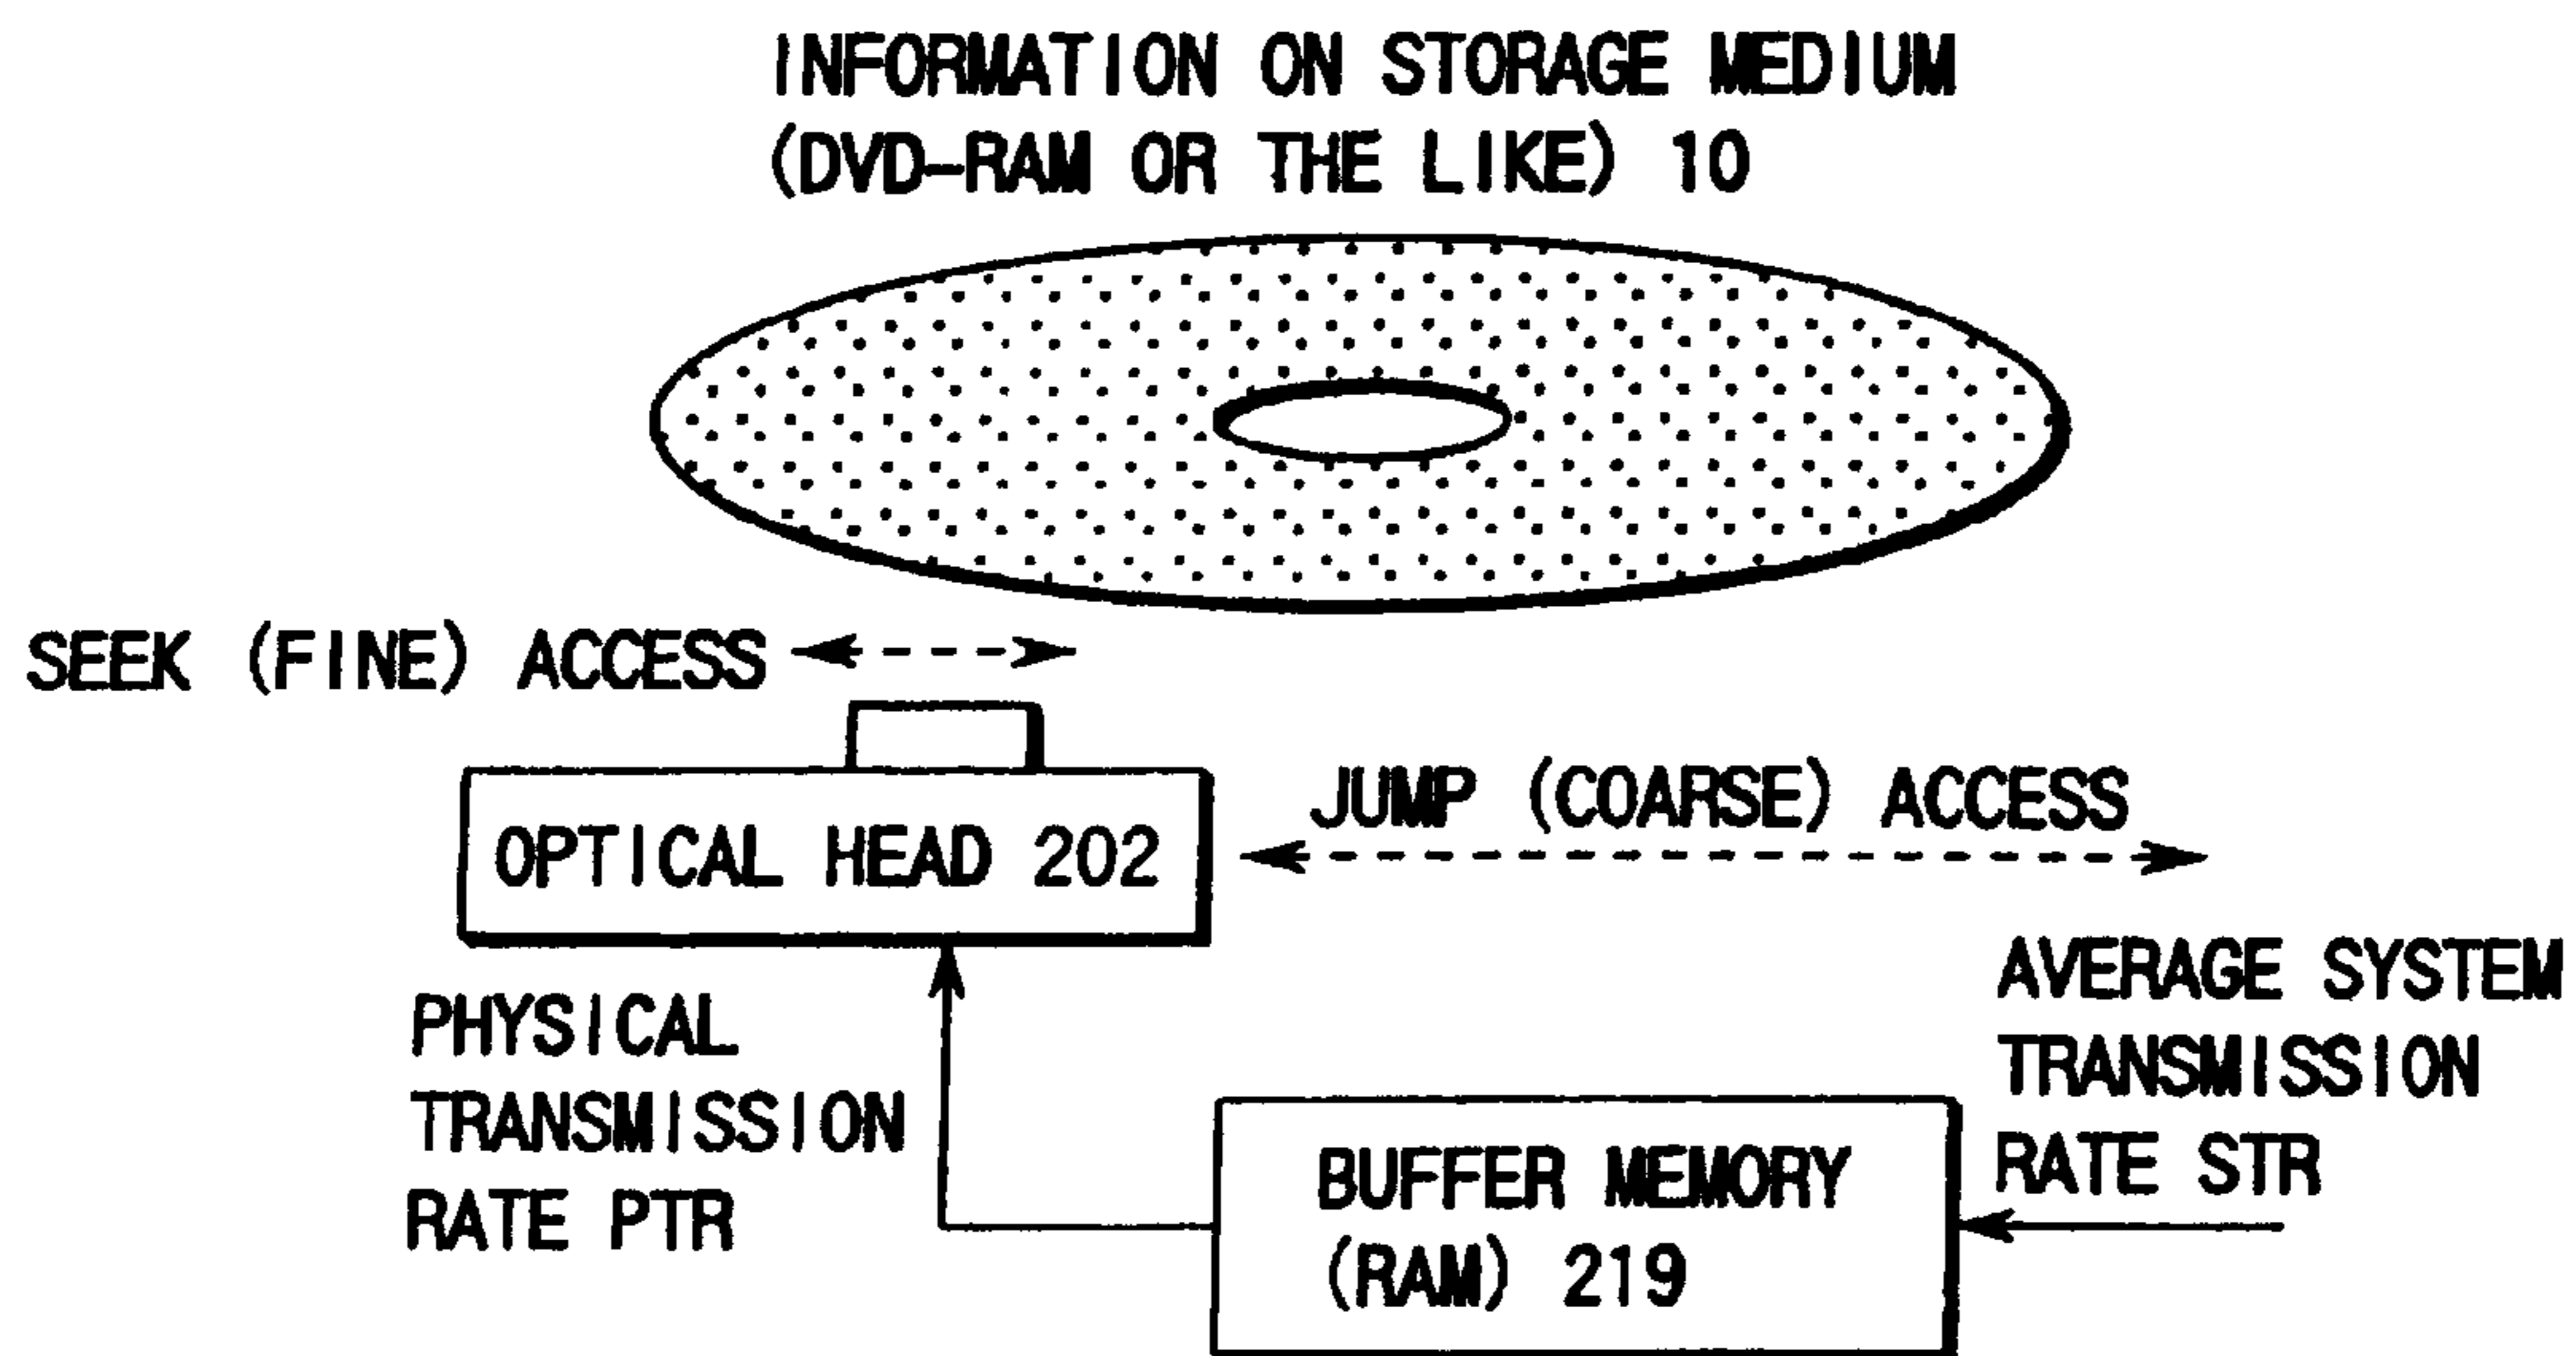 INFORMATION ON STORAGE MEDIUM
(DVD-RAM OR THE LIKE) 10
SEEK (FINE) ACCESS
OPTICAL HEAD 202
JUMP (COARSE) ACCESS
PHYSICAL
TRANSMISSION
RATE PTR
AVERAGE SYSTEM
TRANSMISSION
RATE STR
BUFFER MEMORY
(RAM) 219